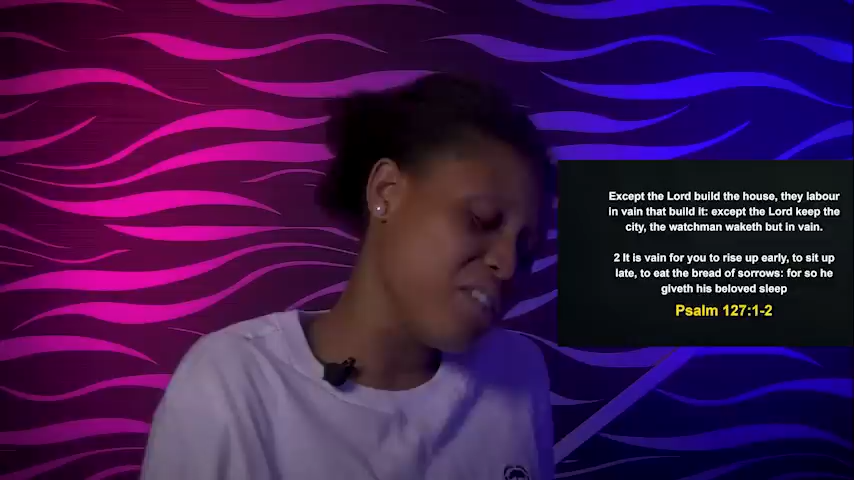 Except the Lord build the house, they labour
in vain that build it: except the Lord keep the
city, the watchman waketh but in vain.
2 It is vain for you to rise up early, to sit up
late, to eat the bread of sorrows: for so he
giveth his beloved sleep
Psalm 127:1-2